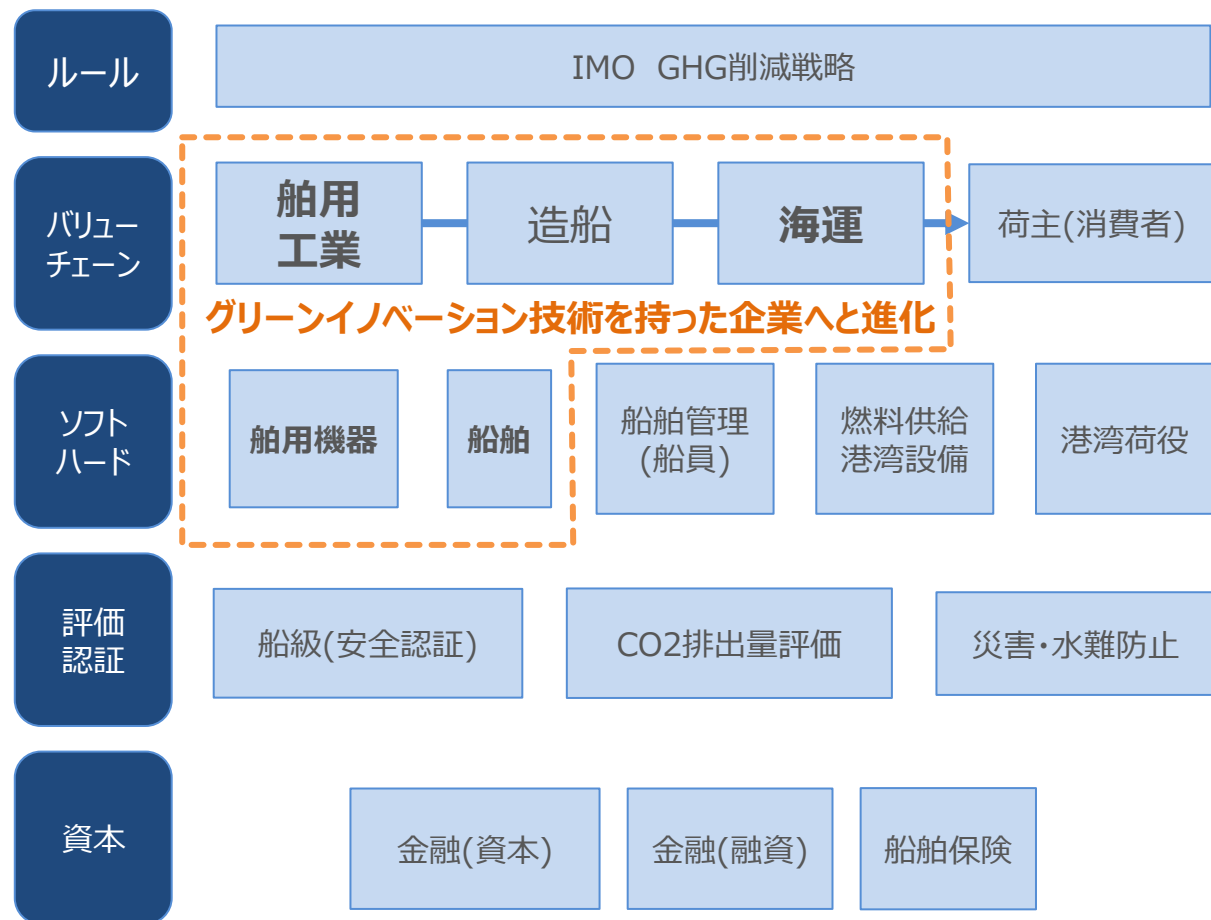 ルール
IMO GHG削減戦略
バリュー
チェーン
舶用
工業
造船
海運
荷主(消費者)
グリーンイノベーション技術を持った企業へと進化
ソフト
ハード
舶用機器
船舶
船舶管理
(船員)
燃料供給
港湾設備
港湾荷役
評価
認証
船級(安全認証)
CO2排出量評価
災害・水難防止
資本
金融(資本)
金融(融資)
船舶保険